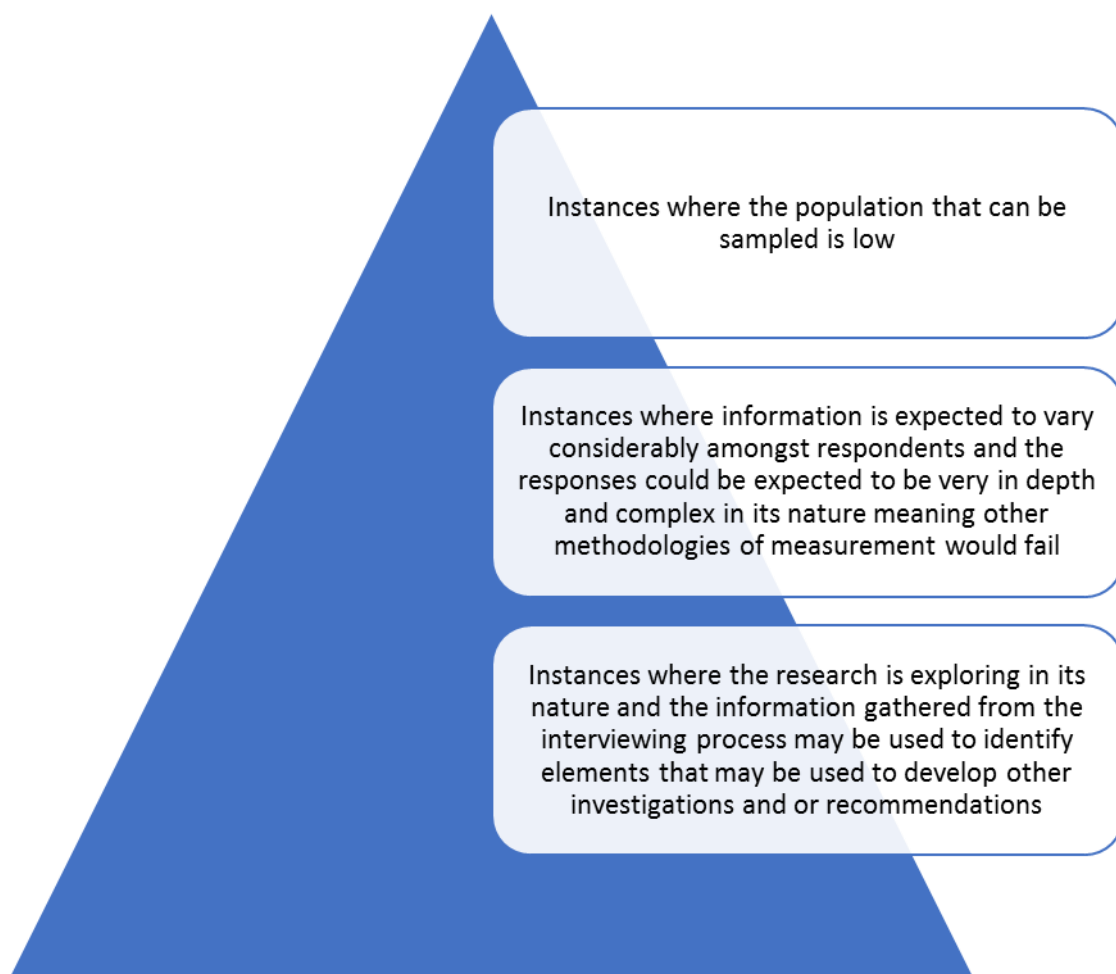 Instances where the population that can be
sampled is low
Instances where information is expected to vary
considerably amongst respondents and the
responses could be expected to be very in depth
and complex in its nature meaning other
methodologies of measurement would fail
Instances where the research is exploring in its
nature and the information gathered from the
interviewing process may be used to identify
elements that may be used to develop other
investigations and or recommendations